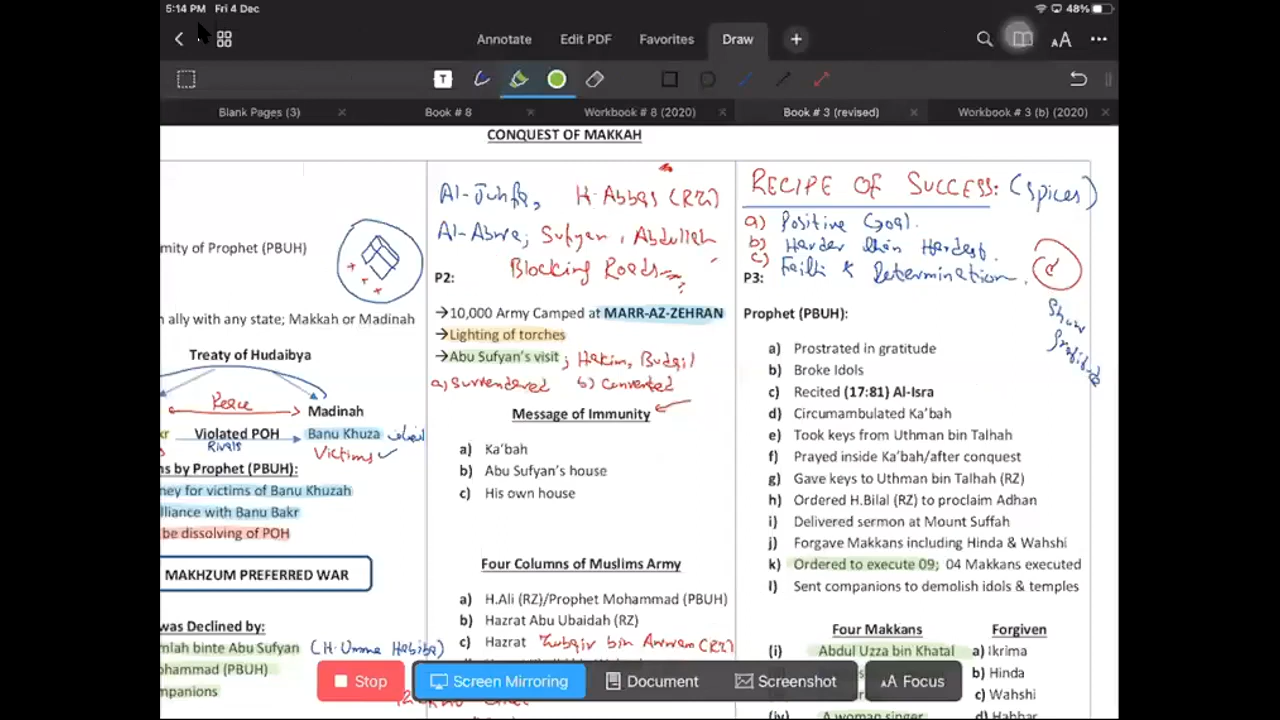 5:14 PM Fri 4 Dec
48%
Annotate Edit PDF Favorites Draw
T
AA
Blank Pages (3) Book # 8 Workbook # 8 (2020) Book # 3 (revised) Workbook # 3 (b) (2020)
CONQUEST OF MAKKAH
mity of Prophet (PBUH)
n ally with any state; Makkah or Madinah
Treaty of Hudaibya
Peace
Madinah
kr Violated POH Banu Khuza
Rivals
Victims
ns by Prophet (PBUH):
ney for victims of Banu Khuzah
lliance with Banu Bakr
be dissolving of POH
MAKHZUM PREFERRED WAR
was Declined by:
mlah binte Abu Sufyan (H. Umme Habiba)
ohammad (PBUH)
mpanions
Al-Juhfa, H. Abbas (RZ)
Al-Abwa; Sufyan, Abdullah
Blocking Roads
P2:
→10,000 Army Camped at MARR-AZ-ZEHRAN
→Lighting of torches
→Abu Sufyan's visit ; Hakim, Budail
a) Surrendered b) Converted
Message of Immunity
a) Ka'bah
b) Abu Sufyan's house
c) His own house
Four Columns of Muslims Army
a) H.Ali (RZ)/Prophet Mohammad (PBUH)
b) Hazrat Abu Ubaidah (RZ)
c) Hazrat Zubair bin Awwam (RZ)
RECIPE OF SUCCESS: (Spices)
a) Positive Goal.
b) Harder than Hardest.
c) Faith & Determination.
d
Show
gratitude
P3:
Prophet (PBUH):
a) Prostrated in gratitude
b) Broke Idols
c) Recited (17:81) Al-Isra
d) Circumambulated Ka'bah
e) Took keys from Uthman bin Talhah
f) Prayed inside Ka'bah/after conquest
g) Gave keys to Uthman bin Talhah (RZ)
h) Ordered H.Bilal (RZ) to proclaim Adhan
i) Delivered sermon at Mount Suffah
j) Forgave Makkans including Hinda & Wahshi
k) Ordered to execute 09; 04 Makkans executed
l) Sent companions to demolish idols & temples
Four Makkans Forgiven
(i) Abdul Uzza bin Khatal a) Ikrima
b) Hinda
c) Wahshi
(iv) A woman singer d) Habbar
Stop Screen Mirroring Document Screenshot AA Focus